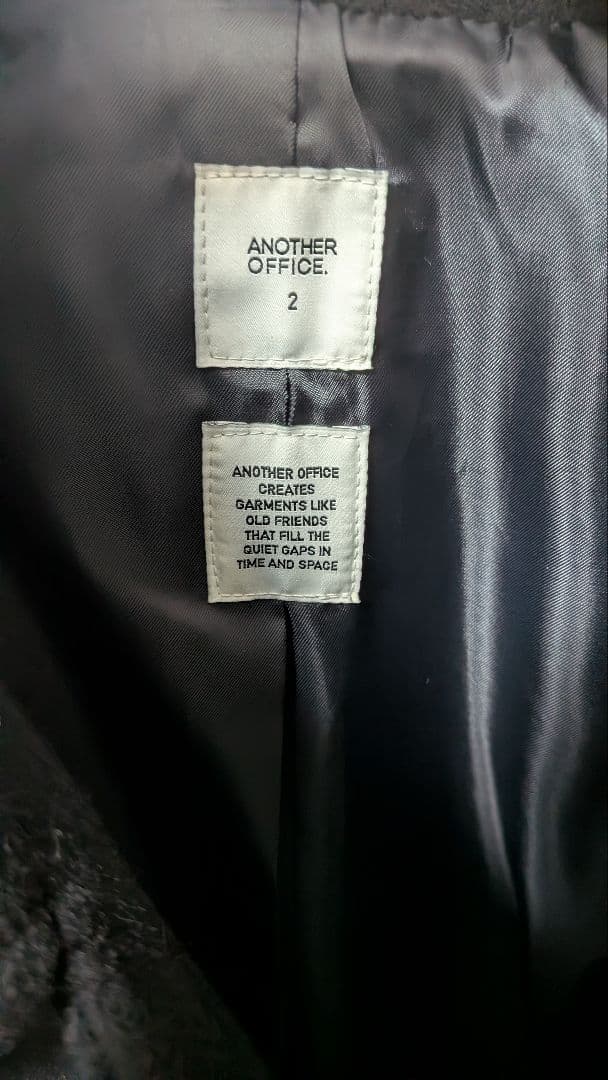 ANOTHER
OFFICE.
2
ANOTHER OFFICE
CREATES
GARMENTS LIKE
OLD FRIENDS
THAT FILL THE
QUIET GAPS IN
TIME AND SPACE